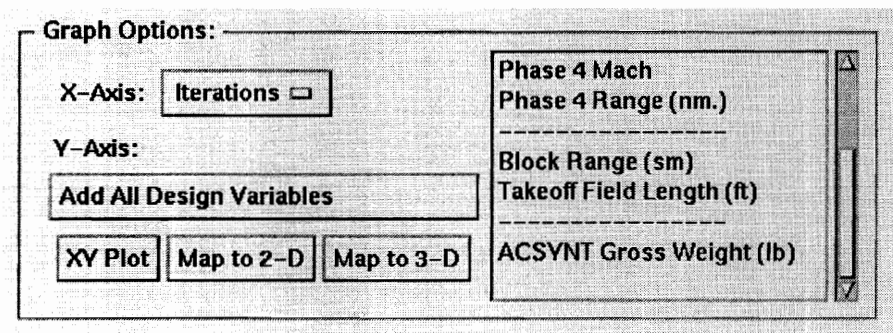 Graph Options:
X-Axis: Iterations
Y-Axis:
Add All Design Variables
XY Plot Map to 2-D Map to 3-D
Phase 4 Mach
Phase 4 Range (nm.)
--------------------
Block Range (sm)
Takeoff Field Length (ft)
--------------------
ACSYNT Gross Weight (lb)